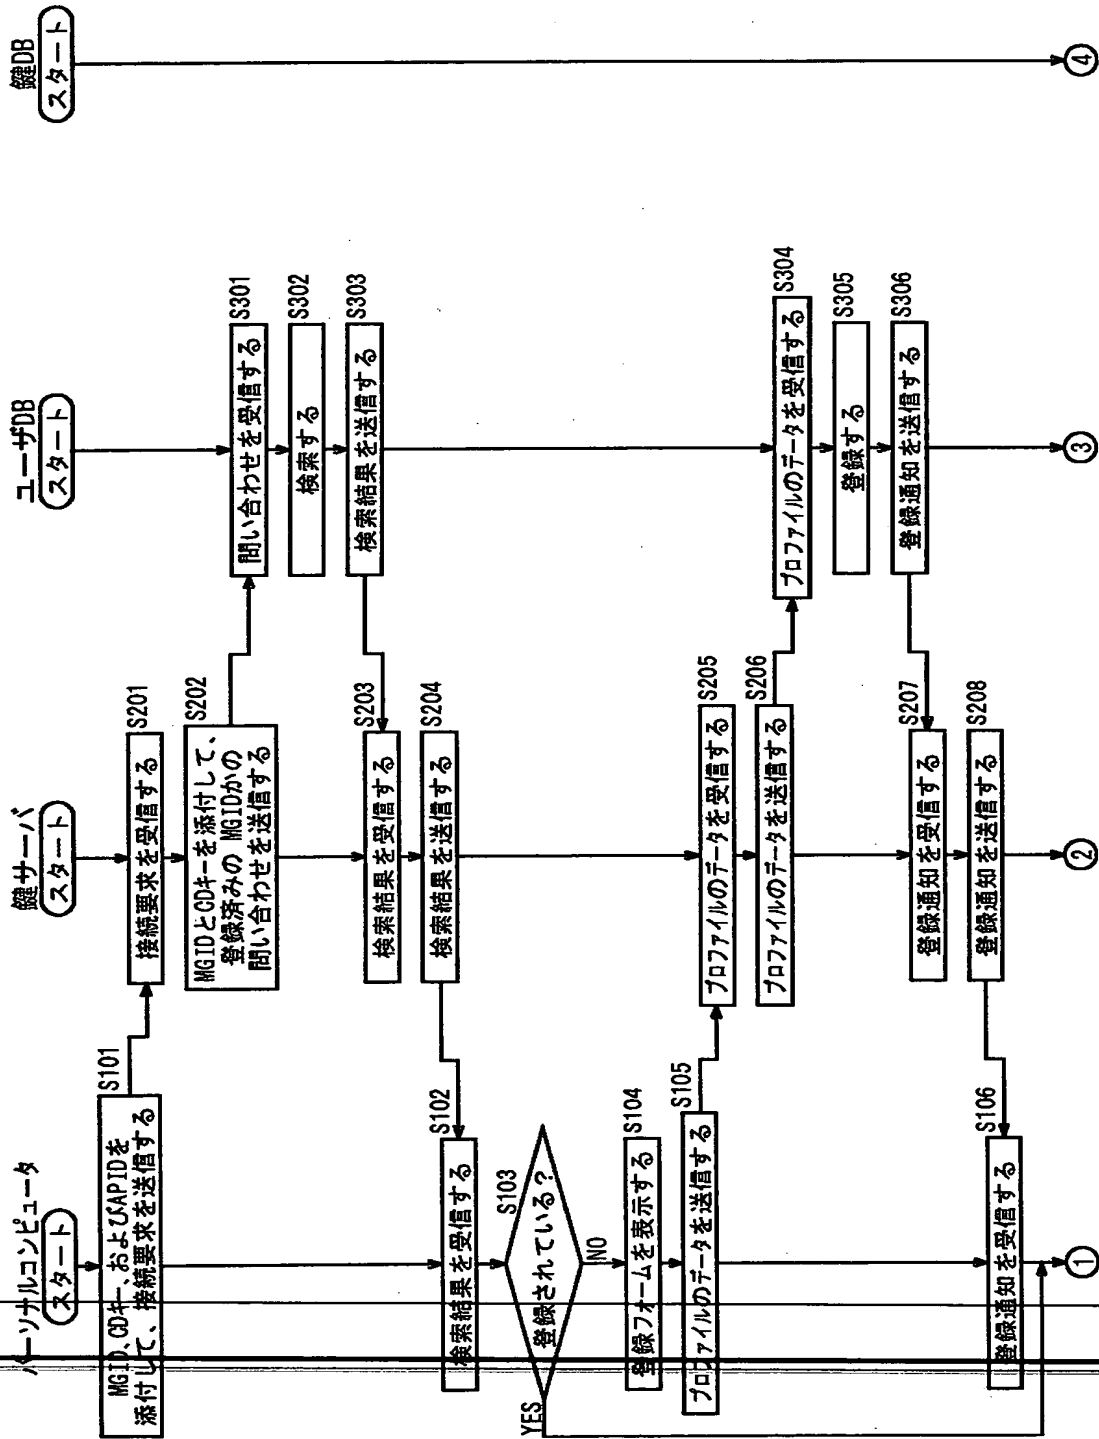 パーソナルコンピュータ
スタート
S101
MGID、CDキー、およびAPIDを
添付して、接続要求を送信する
S102
検索結果を受信する
S103
登録されている？
YES
NO
S104
登録フォームを表示する
S105
プロファイルのデータを送信する
S106
登録通知を受信する
1
鍵サーバ
スタート
S201
接続要求を受信する
S202
MGIDとCDキーを添付して、
登録済みの MGIDかの
問い合わせを送信する
S203
検索結果を受信する
S204
検索結果を送信する
S205
プロファイルのデータを受信する
S206
プロファイルのデータを送信する
S207
登録通知を受信する
S208
登録通知を送信する
2
ユーザDB
スタート
S301
問い合わせを受信する
S302
検索する
S303
検索結果を送信する
S304
プロファイルのデータを受信する
S305
登録する
S306
登録通知を送信する
3
鍵DB
スタート
4